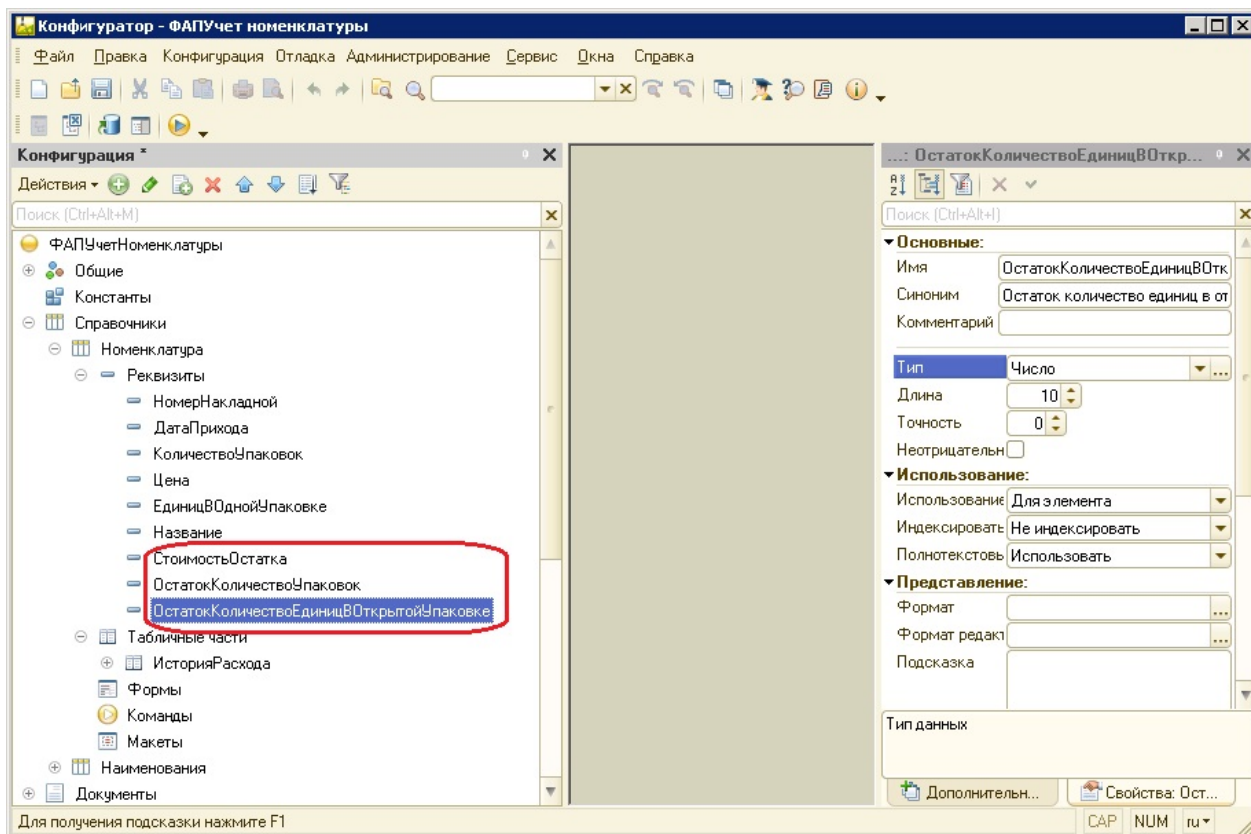 Конфигуратор - ФАПУчет номенклатуры
Файл Правка Конфигурация Отладка Администрирование Сервис Окна Справка
Конфигурация *
Действия
Поиск (Ctrl+Alt+M)
ФАПУчетНоменклатуры
Общие
Константы
Справочники
Номенклатура
Реквизиты
НомерНакладной
ДатаПрихода
КоличествоУпаковок
Цена
ЕдиницВОднойУпаковке
Название
СтоимостьОстатка
ОстатокКоличествоУпаковок
ОстатокКоличествоЕдиницВОткрытойУпаковке
Табличные части
ИсторияРасхода
Формы
Команды
Макеты
Наименования
Документы
...: ОстатокКоличествоЕдиницВОткр...
Поиск (Ctrl+Alt+I)
Основные:
Имя ОстатокКоличествоЕдиницВОтк
Синоним Остаток количество единиц в от
Комментарий
Тип Число ...
Длина 10
Точность 0
Неотрицательн
Использование:
Использование Для элемента
Индексировать Не индексировать
Полнотекстовь Использовать
Представление:
Формат ...
Формат редакт ...
Подсказка
Тип данных
Дополнительн... Свойства: Ост...
Для получения подсказки нажмите F1 CAP NUM ru